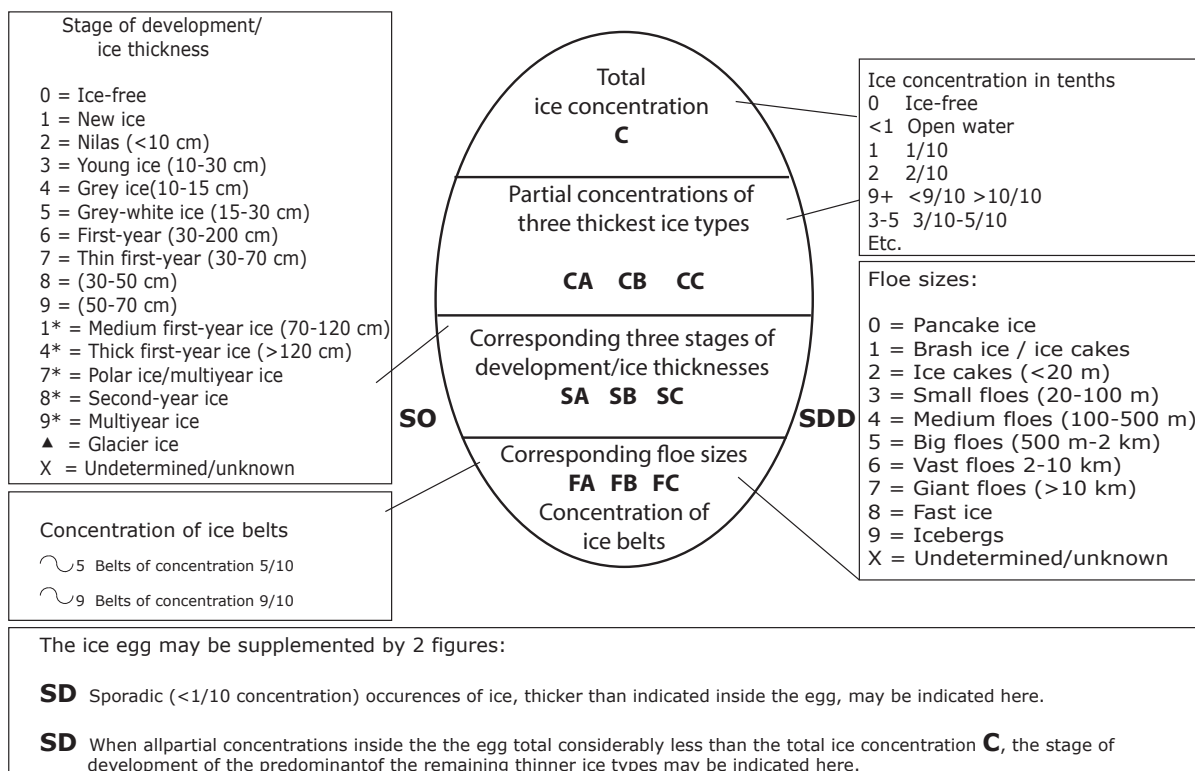 Stage of development/
ice thickness
0 = Ice-free
1 = New ice
2 = Nilas (<10 cm)
3 = Young ice (10-30 cm)
4 = Grey ice(10-15 cm)
5 = Grey-white ice (15-30 cm)
6 = First-year (30-200 cm)
7 = Thin first-year (30-70 cm)
8 = (30-50 cm)
9 = (50-70 cm)
1* = Medium first-year ice (70-120 cm)
4* = Thick first-year ice (>120 cm)
7* = Polar ice/multiyear ice
8* = Second-year ice
9* = Multiyear ice
▲ = Glacier ice
X = Undetermined/unknown
Concentration of ice belts
5 Belts of concentration 5/10
9 Belts of concentration 9/10
Total
ice concentration
C
Partial concentrations of
three thickest ice types
CA CB CC
Corresponding three stages of
development/ice thicknesses
SA SB SC
SO
SDD
Corresponding floe sizes
FA FB FC
Concentration of
ice belts
Ice concentration in tenths
0 Ice-free
<1 Open water
1 1/10
2 2/10
9+ <9/10 >10/10
3-5 3/10-5/10
Etc.
Floe sizes:
0 = Pancake ice
1 = Brash ice / ice cakes
2 = Ice cakes (<20 m)
3 = Small floes (20-100 m)
4 = Medium floes (100-500 m)
5 = Big floes (500 m-2 km)
6 = Vast floes 2-10 km)
7 = Giant floes (>10 km)
8 = Fast ice
9 = Icebergs
X = Undetermined/unknown
The ice egg may be supplemented by 2 figures:
SD Sporadic (<1/10 concentration) occurences of ice, thicker than indicated inside the egg, may be indicated here.
SD When allpartial concentrations inside the the egg total considerably less than the total ice concentration C, the stage of
development of the predominantof the remaining thinner ice types may be indicated here.